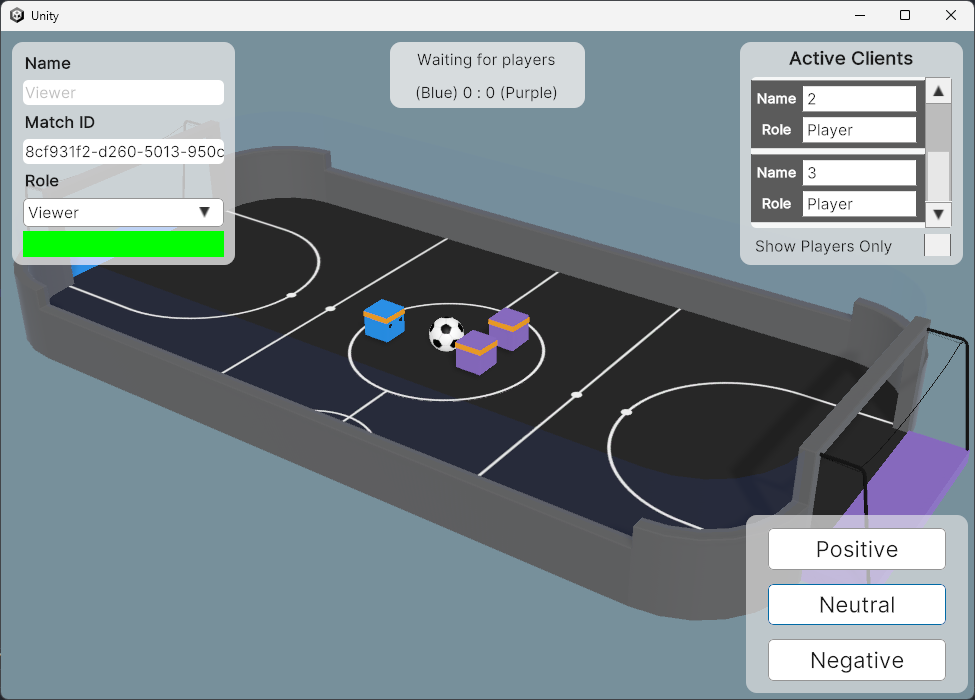 Unity
Name
Viewer
Match ID
8cf931f2-d260-5013-950c
Role
Viewer
Waiting for players
(Blue) 0 : 0 (Purple)
Active Clients
Name 2
Role Player
Name 3
Role Player
Show Players Only
Positive
Neutral
Negative